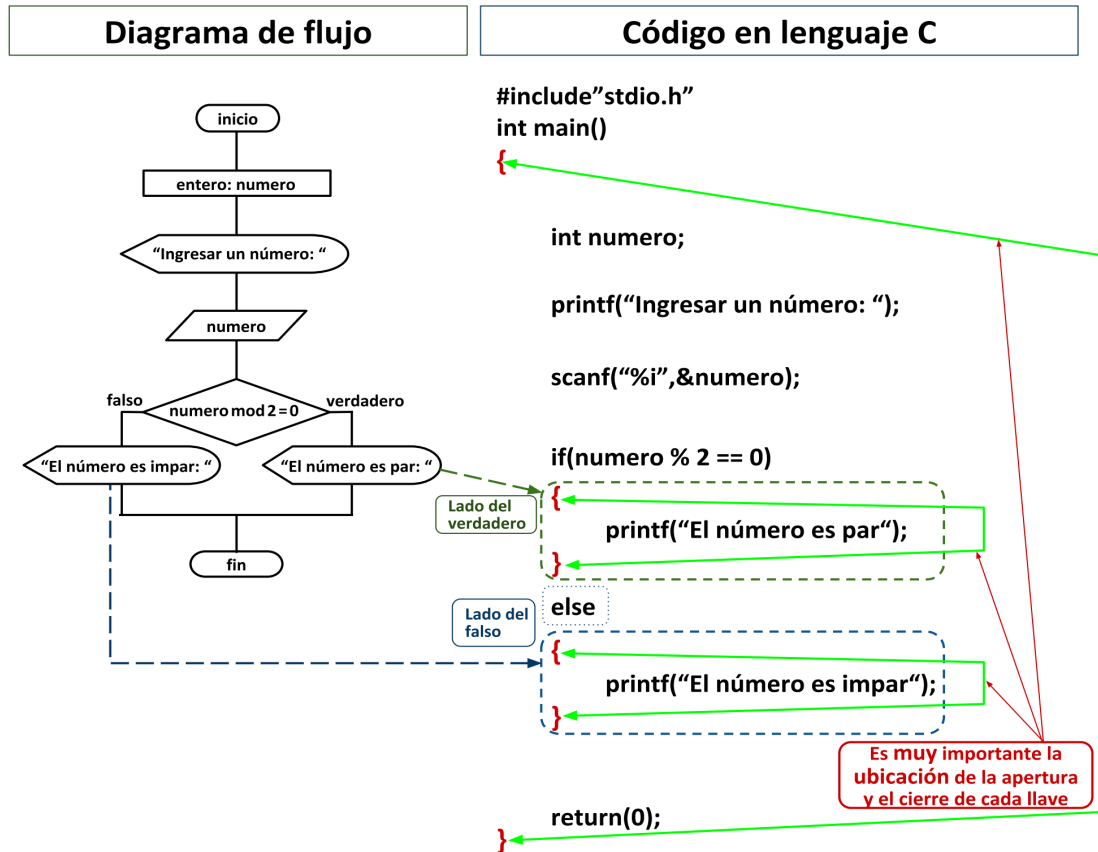 Diagrama de flujo
inicio
entero: numero
“Ingresar un número: “
numero
falso
verdadero
numero mod 2 = 0
“El número es impar: “
“El número es par: “
fin
Código en lenguaje C
#include”stdio.h”
int main()
{
int numero;
printf(“Ingresar un número: “);
scanf(“%i”,&numero);
if(numero % 2 == 0)
Lado del
verdadero
{
printf(“El número es par“);
}
Lado del
falso
else
{
printf(“El número es impar“);
}
Es muy importante la
ubicación de la apertura
y el cierre de cada llave
return(0);
}